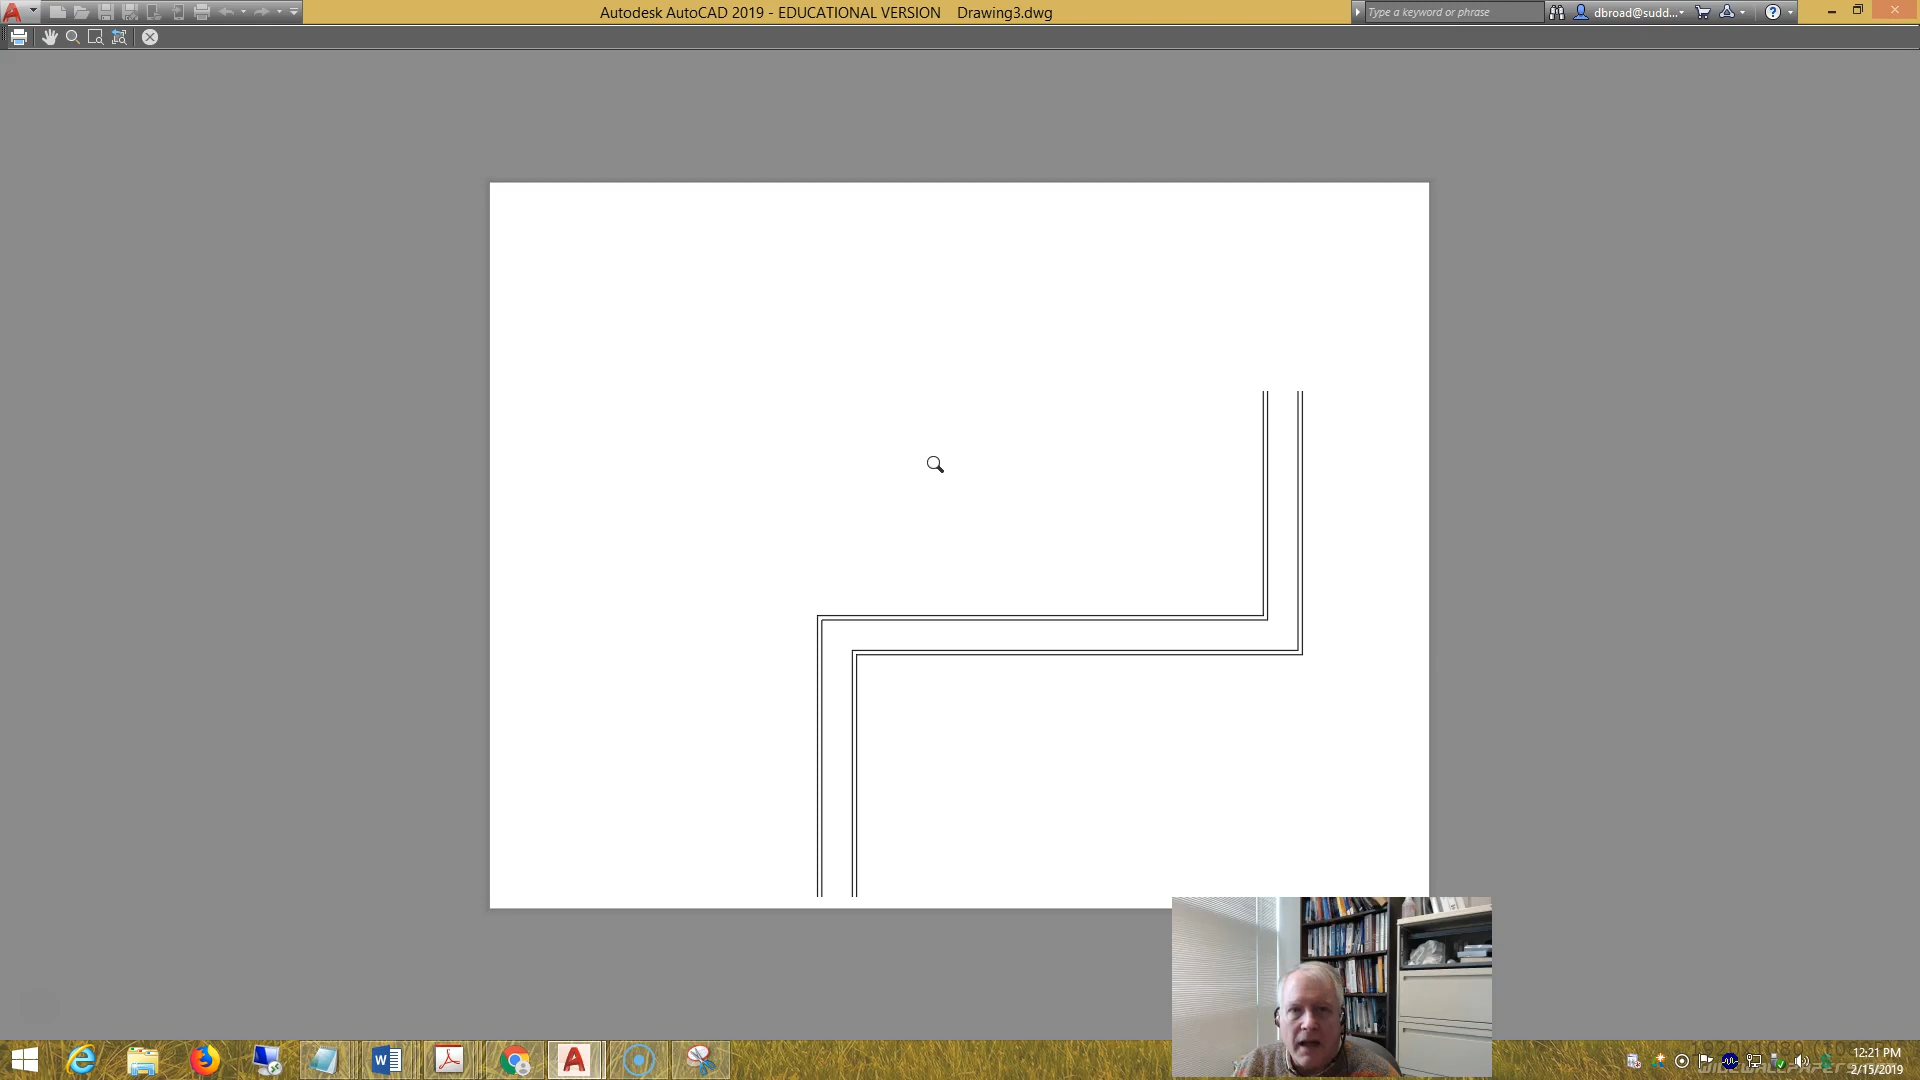 Autodesk AutoCAD 2019 - EDUCATIONAL VERSION    Drawing3.dwg
Type a keyword or phrase
dbroad@sudd...
12:21 PM
2/15/2019